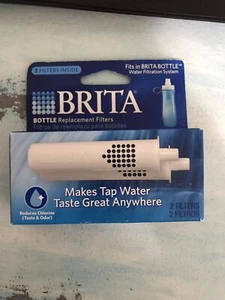 2 FILTERS INSIDE
Fits in BRITA BOTTLE™
Water Filtration System
BRITA
BOTTLE Replacement Filters
Filtros de reemplazo para botellas
Makes Tap Water
Taste Great Anywhere
Reduces Chlorine
(Taste & Odor)
2 FILTERS
2 FILTROS